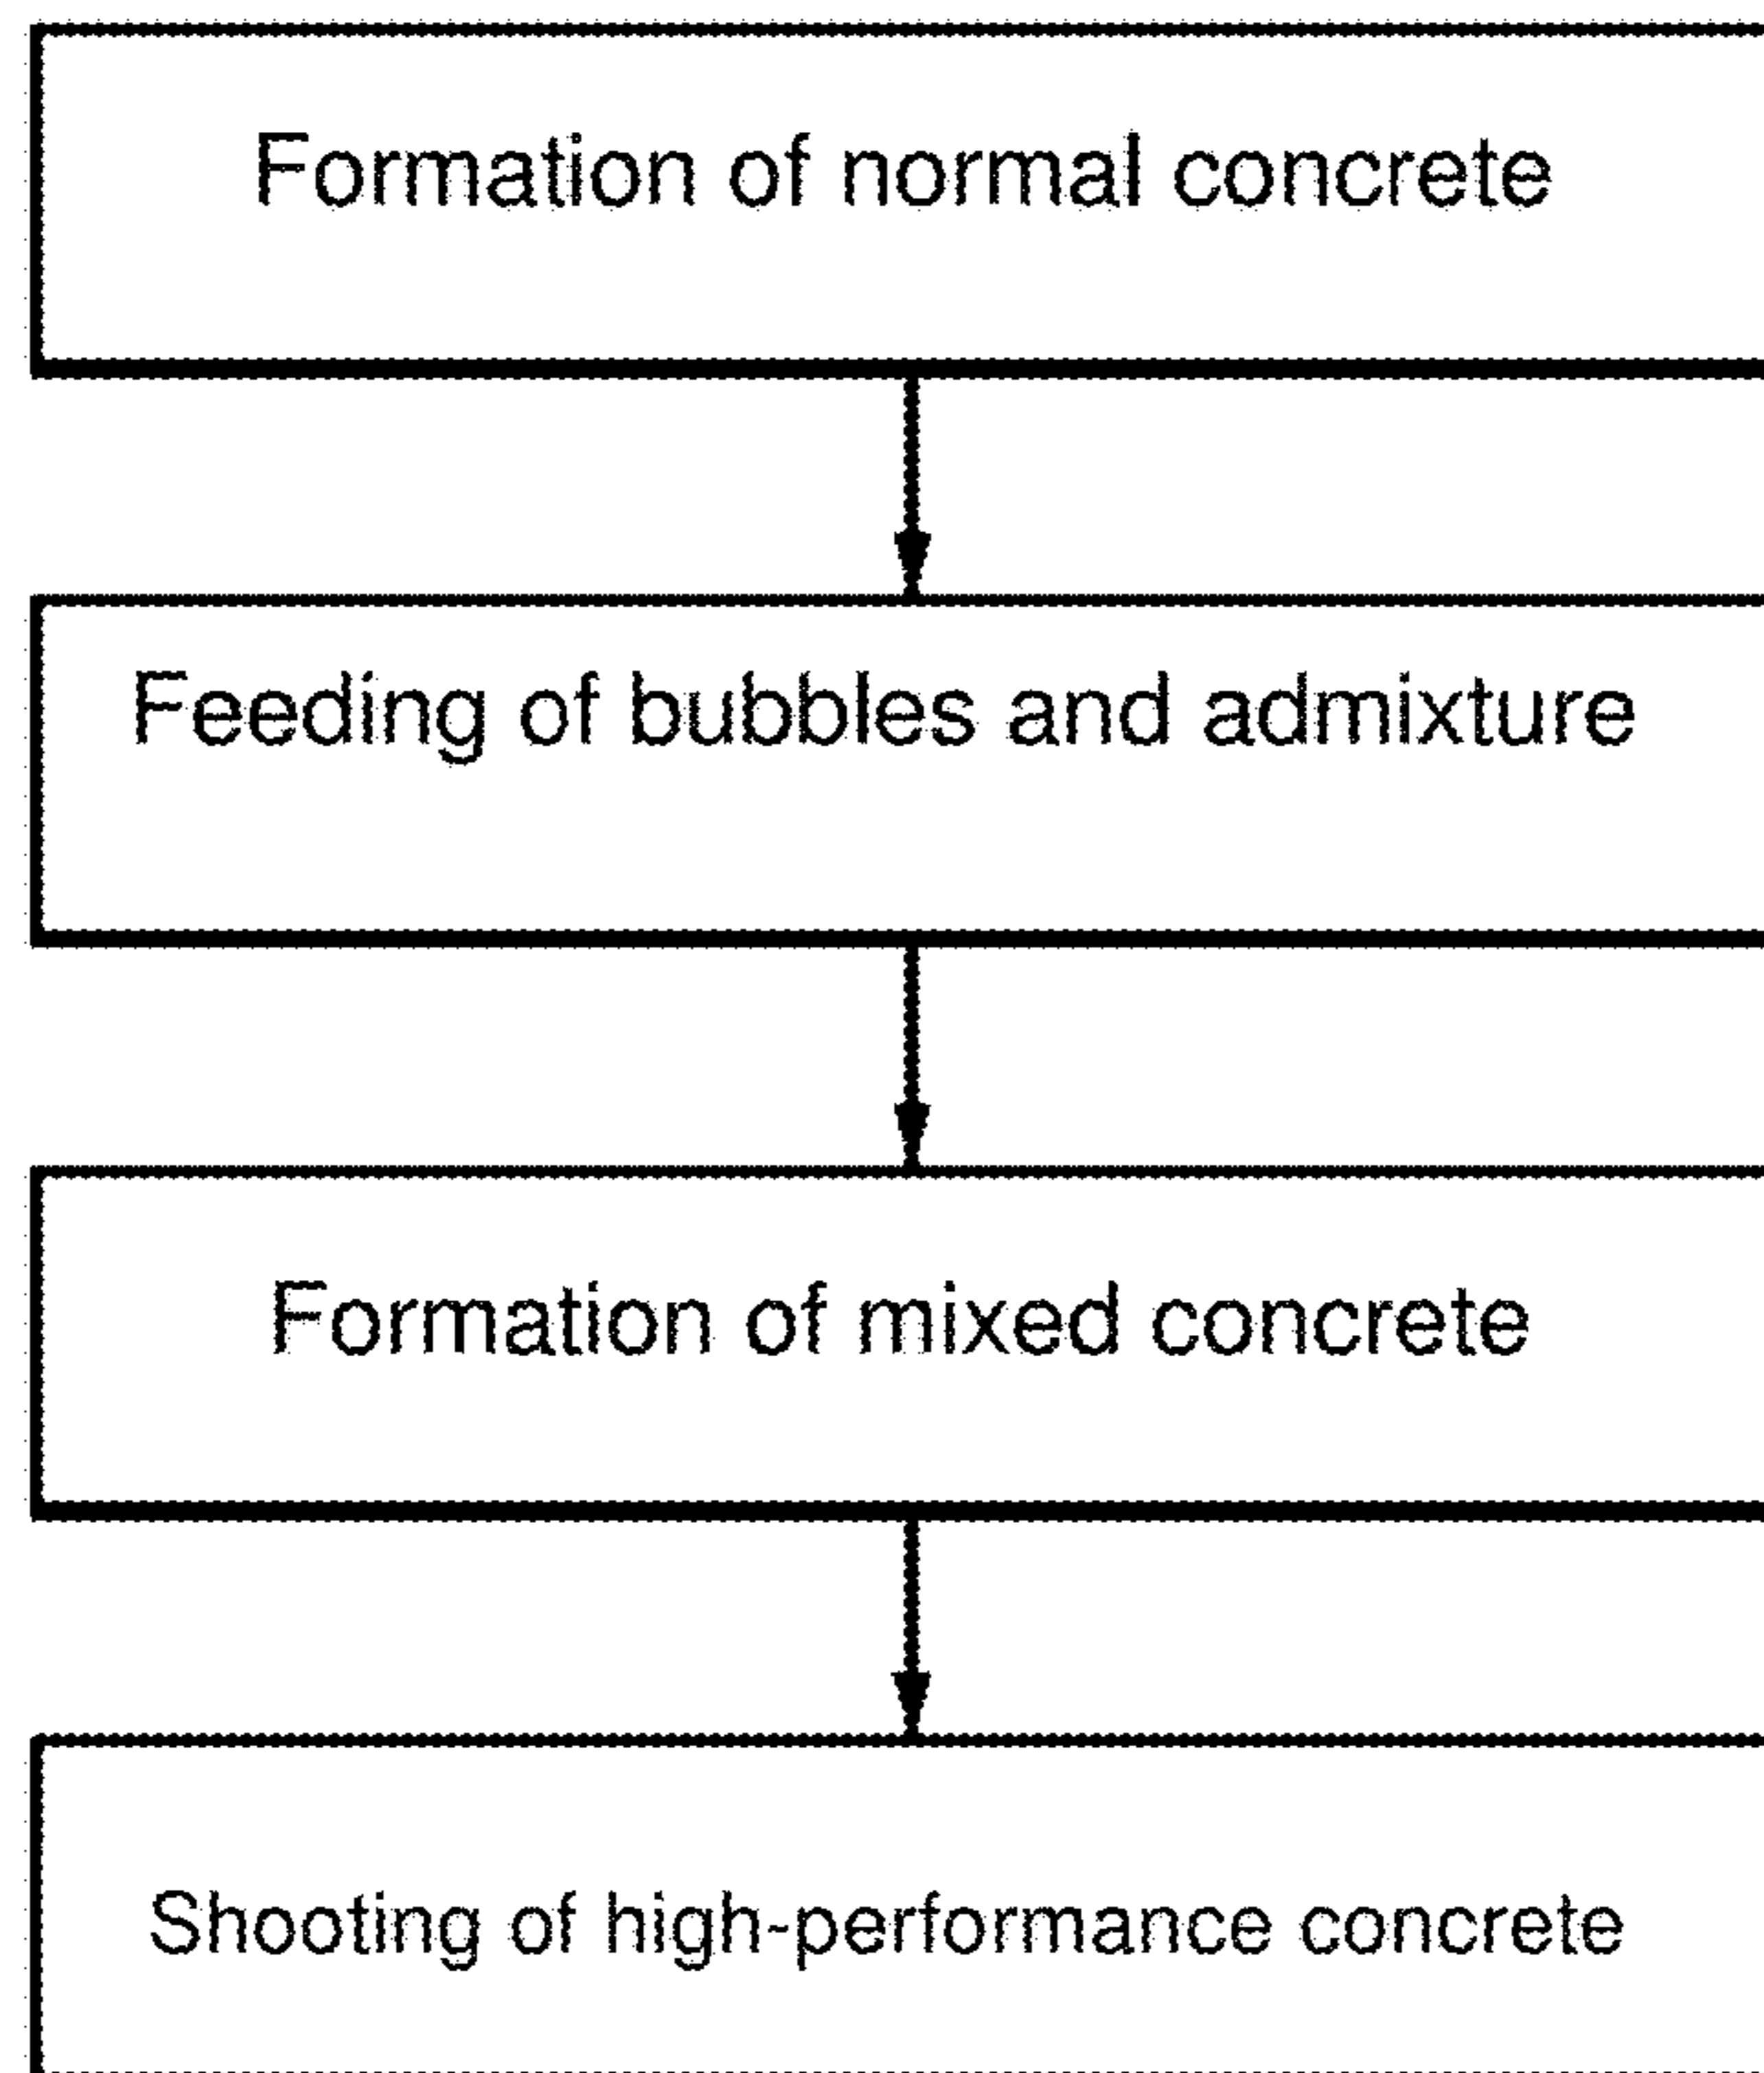 Formation of normal concrete
Feeding of bubbles and admixture
Formation of mixed concrete
Shooting of high-performance concrete